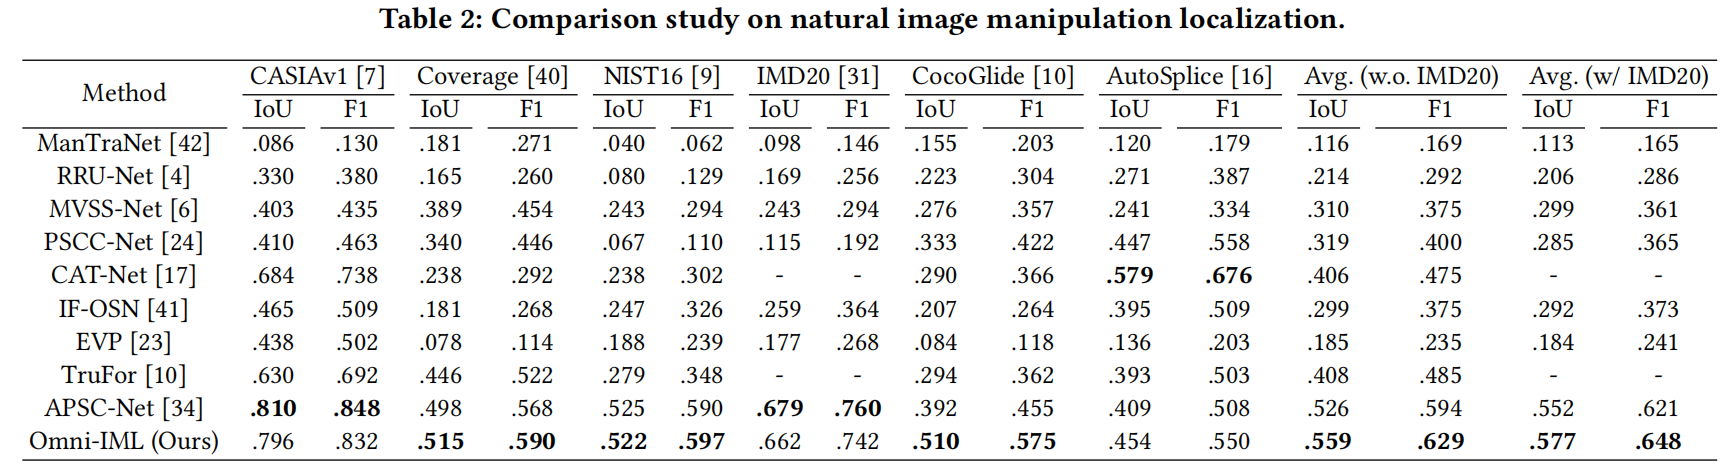 Table 2: Comparison study on natural image manipulation localization.
Method CASIAv1 [7] Coverage [40] NIST16 [9] IMD20 [31] CocoGlide [10] AutoSplice [16] Avg. (w.o. IMD20) Avg. (w/ IMD20)
IoU F1 IoU F1 IoU F1 IoU F1 IoU F1 IoU F1 IoU F1 IoU F1
ManTraNet [42] .086 .130 .181 .271 .040 .062 .098 .146 .155 .203 .120 .179 .116 .169 .113 .165
RRU-Net [4] .330 .380 .165 .260 .080 .129 .169 .256 .223 .304 .271 .387 .214 .292 .206 .286
MVSS-Net [6] .403 .435 .389 .454 .243 .294 .243 .294 .276 .357 .241 .334 .310 .375 .299 .361
PSCC-Net [24] .410 .463 .340 .446 .067 .110 .115 .192 .333 .422 .447 .558 .319 .400 .285 .365
CAT-Net [17] .684 .738 .238 .292 .238 .302 - - .290 .366 .579 .676 .406 .475 - -
IF-OSN [41] .465 .509 .181 .268 .247 .326 .259 .364 .207 .264 .395 .509 .299 .375 .292 .373
EVP [23] .438 .502 .078 .114 .188 .239 .177 .268 .084 .118 .136 .203 .185 .235 .184 .241
TruFor [10] .630 .692 .446 .522 .279 .348 - - .294 .362 .393 .503 .408 .485 - -
APSC-Net [34] .810 .848 .498 .568 .525 .590 .679 .760 .392 .455 .409 .508 .526 .594 .552 .621
Omni-IML (Ours) .796 .832 .515 .590 .522 .597 .662 .742 .510 .575 .454 .550 .559 .629 .577 .648